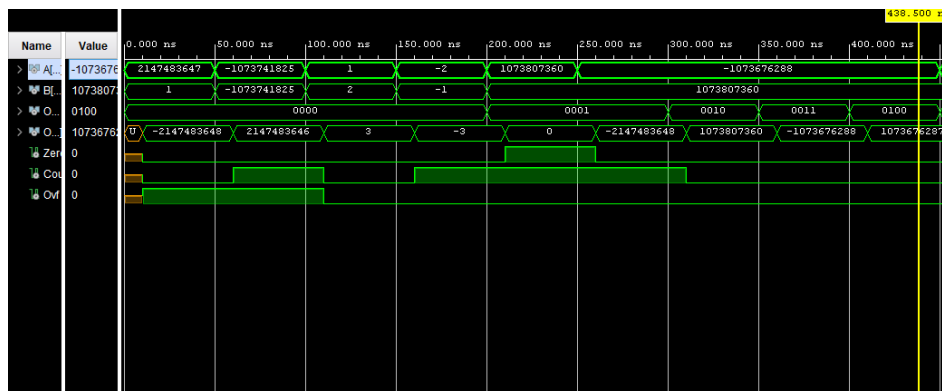 438.500 n
Name Value 0.000 ns 50.000 ns 100.000 ns 150.000 ns 200.000 ns 250.000 ns 300.000 ns 350.000 ns 400.000 ns
> A[...] -1073676 2147483647 -1073741825 1 -2 1073807360 -1073676288
> B[... 1073807: 1 -1073741825 2 -1 1073807360
> O... 0100 0000 0001 0010 0011 0100
> O...] 10736762 U -2147483648 2147483646 3 -3 0 -2147483648 1073807360 -1073676288 1073676287
Zero 0
Cou 0
Ovf 0